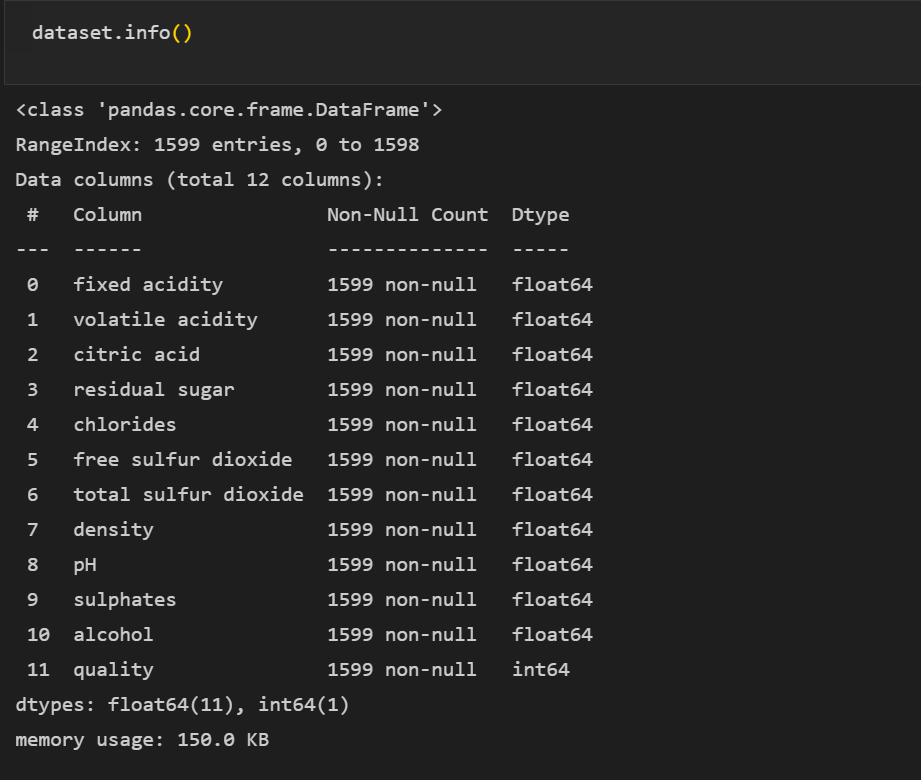 dataset.info()
<class 'pandas.core.frame.DataFrame'>
RangeIndex: 1599 entries, 0 to 1598
Data columns (total 12 columns):
 #   Column                Non-Null Count  Dtype
---  ------                --------------  -----
 0   fixed acidity         1599 non-null   float64
 1   volatile acidity      1599 non-null   float64
 2   citric acid           1599 non-null   float64
 3   residual sugar        1599 non-null   float64
 4   chlorides             1599 non-null   float64
 5   free sulfur dioxide   1599 non-null   float64
 6   total sulfur dioxide  1599 non-null   float64
 7   density               1599 non-null   float64
 8   pH                    1599 non-null   float64
 9   sulphates             1599 non-null   float64
 10  alcohol               1599 non-null   float64
 11  quality               1599 non-null   int64
dtypes: float64(11), int64(1)
memory usage: 150.0 KB